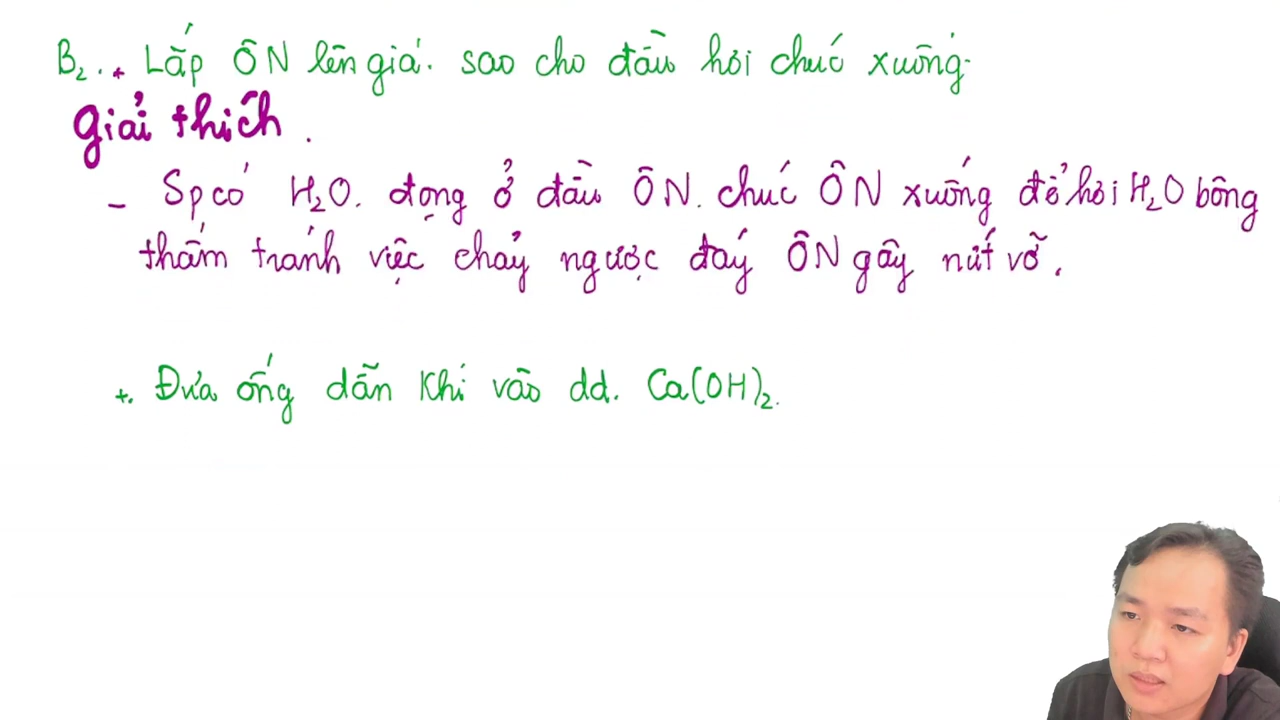 B₂. + Lắp ÔN lên giá. sao cho đầu hơi chúc xuống.
Giải thích.
- Sp có H₂O. đọng ở đầu ÔN. chúc ÔN xuống để hơi H₂O bông
thấm tránh việc chảy ngược đáy ÔN gây nứt vỡ.
+. Đưa ống dẫn khí vào dd. Ca(OH)₂.